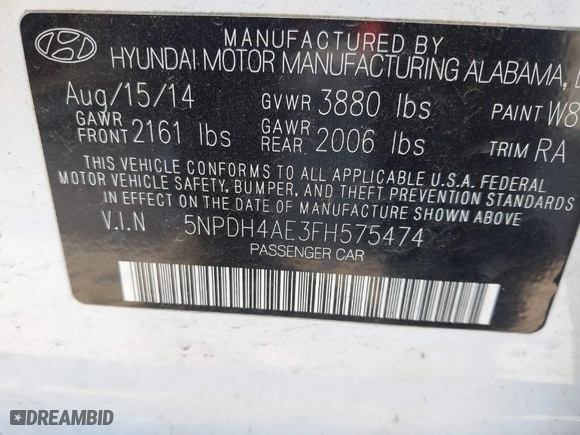 MANUFACTURED BY
HYUNDAI MOTOR MANUFACTURING ALABAMA,
Aug/15/14 GVWR 3880 lbs PAINT W8
GAWR FRONT 2161 lbs GAWR REAR 2006 lbs TRIM RA
THIS VEHICLE CONFORMS TO ALL APPLICABLE U.S.A. FEDERAL
MOTOR VEHICLE SAFETY, BUMPER, AND THEFT PREVENTION STANDARDS
IN EFFECT ON THE DATE OF MANUFACTURE SHOWN ABOVE.
V.I.N 5NPDH4AE3FH575474
PASSENGER CAR
DREAMBID